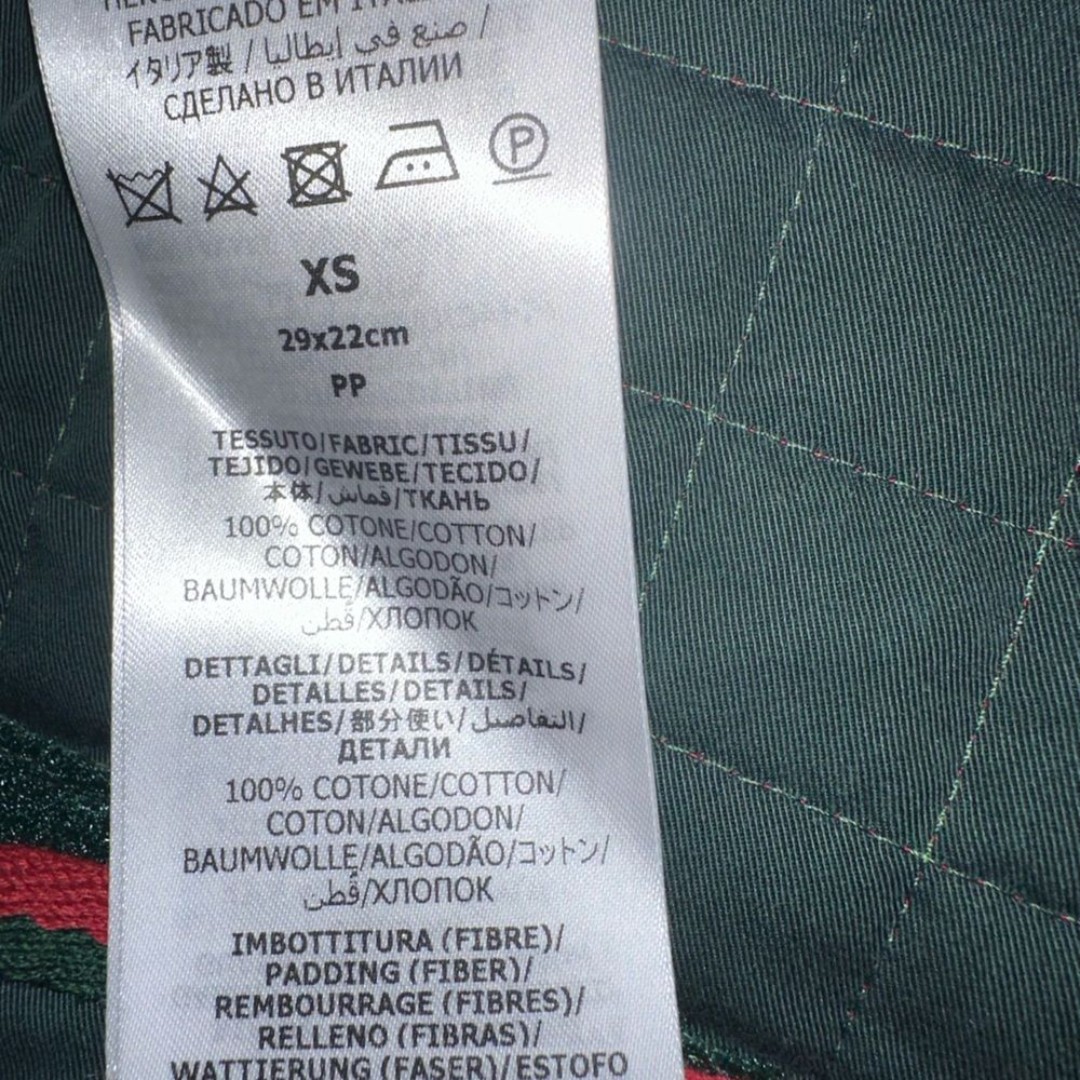 FABRICADO EM ITALIA
イタリア製 / صنع في إيطاليا /
СДЕЛАНО В ИТАЛИИ
P
XS
29x22cm
PP
TESSUTO/FABRIC/TISSU/
TEJIDO/GEWEBE/TECIDO/
本体/قماش/ТКАНЬ
100% COTONE/COTTON/
COTON/ALGODON/
BAUMWOLLE/ALGODÃO/コットン/
قُطن/ХЛОПОК
DETTAGLI/DETAILS/DÉTAILS/
DETALLES/DETAILS/
DETALHES/部分使い/التفاصيل/
ДЕТАЛИ
100% COTONE/COTTON/
COTON/ALGODON/
BAUMWOLLE/ALGODÃO/コットン/
قُطن/ХЛОПОК
IMBOTTITURA (FIBRE)/
PADDING (FIBER)/
REMBOURRAGE (FIBRES)/
RELLENO (FIBRAS)/
WATTIERUNG (FASER)/ESTOFO